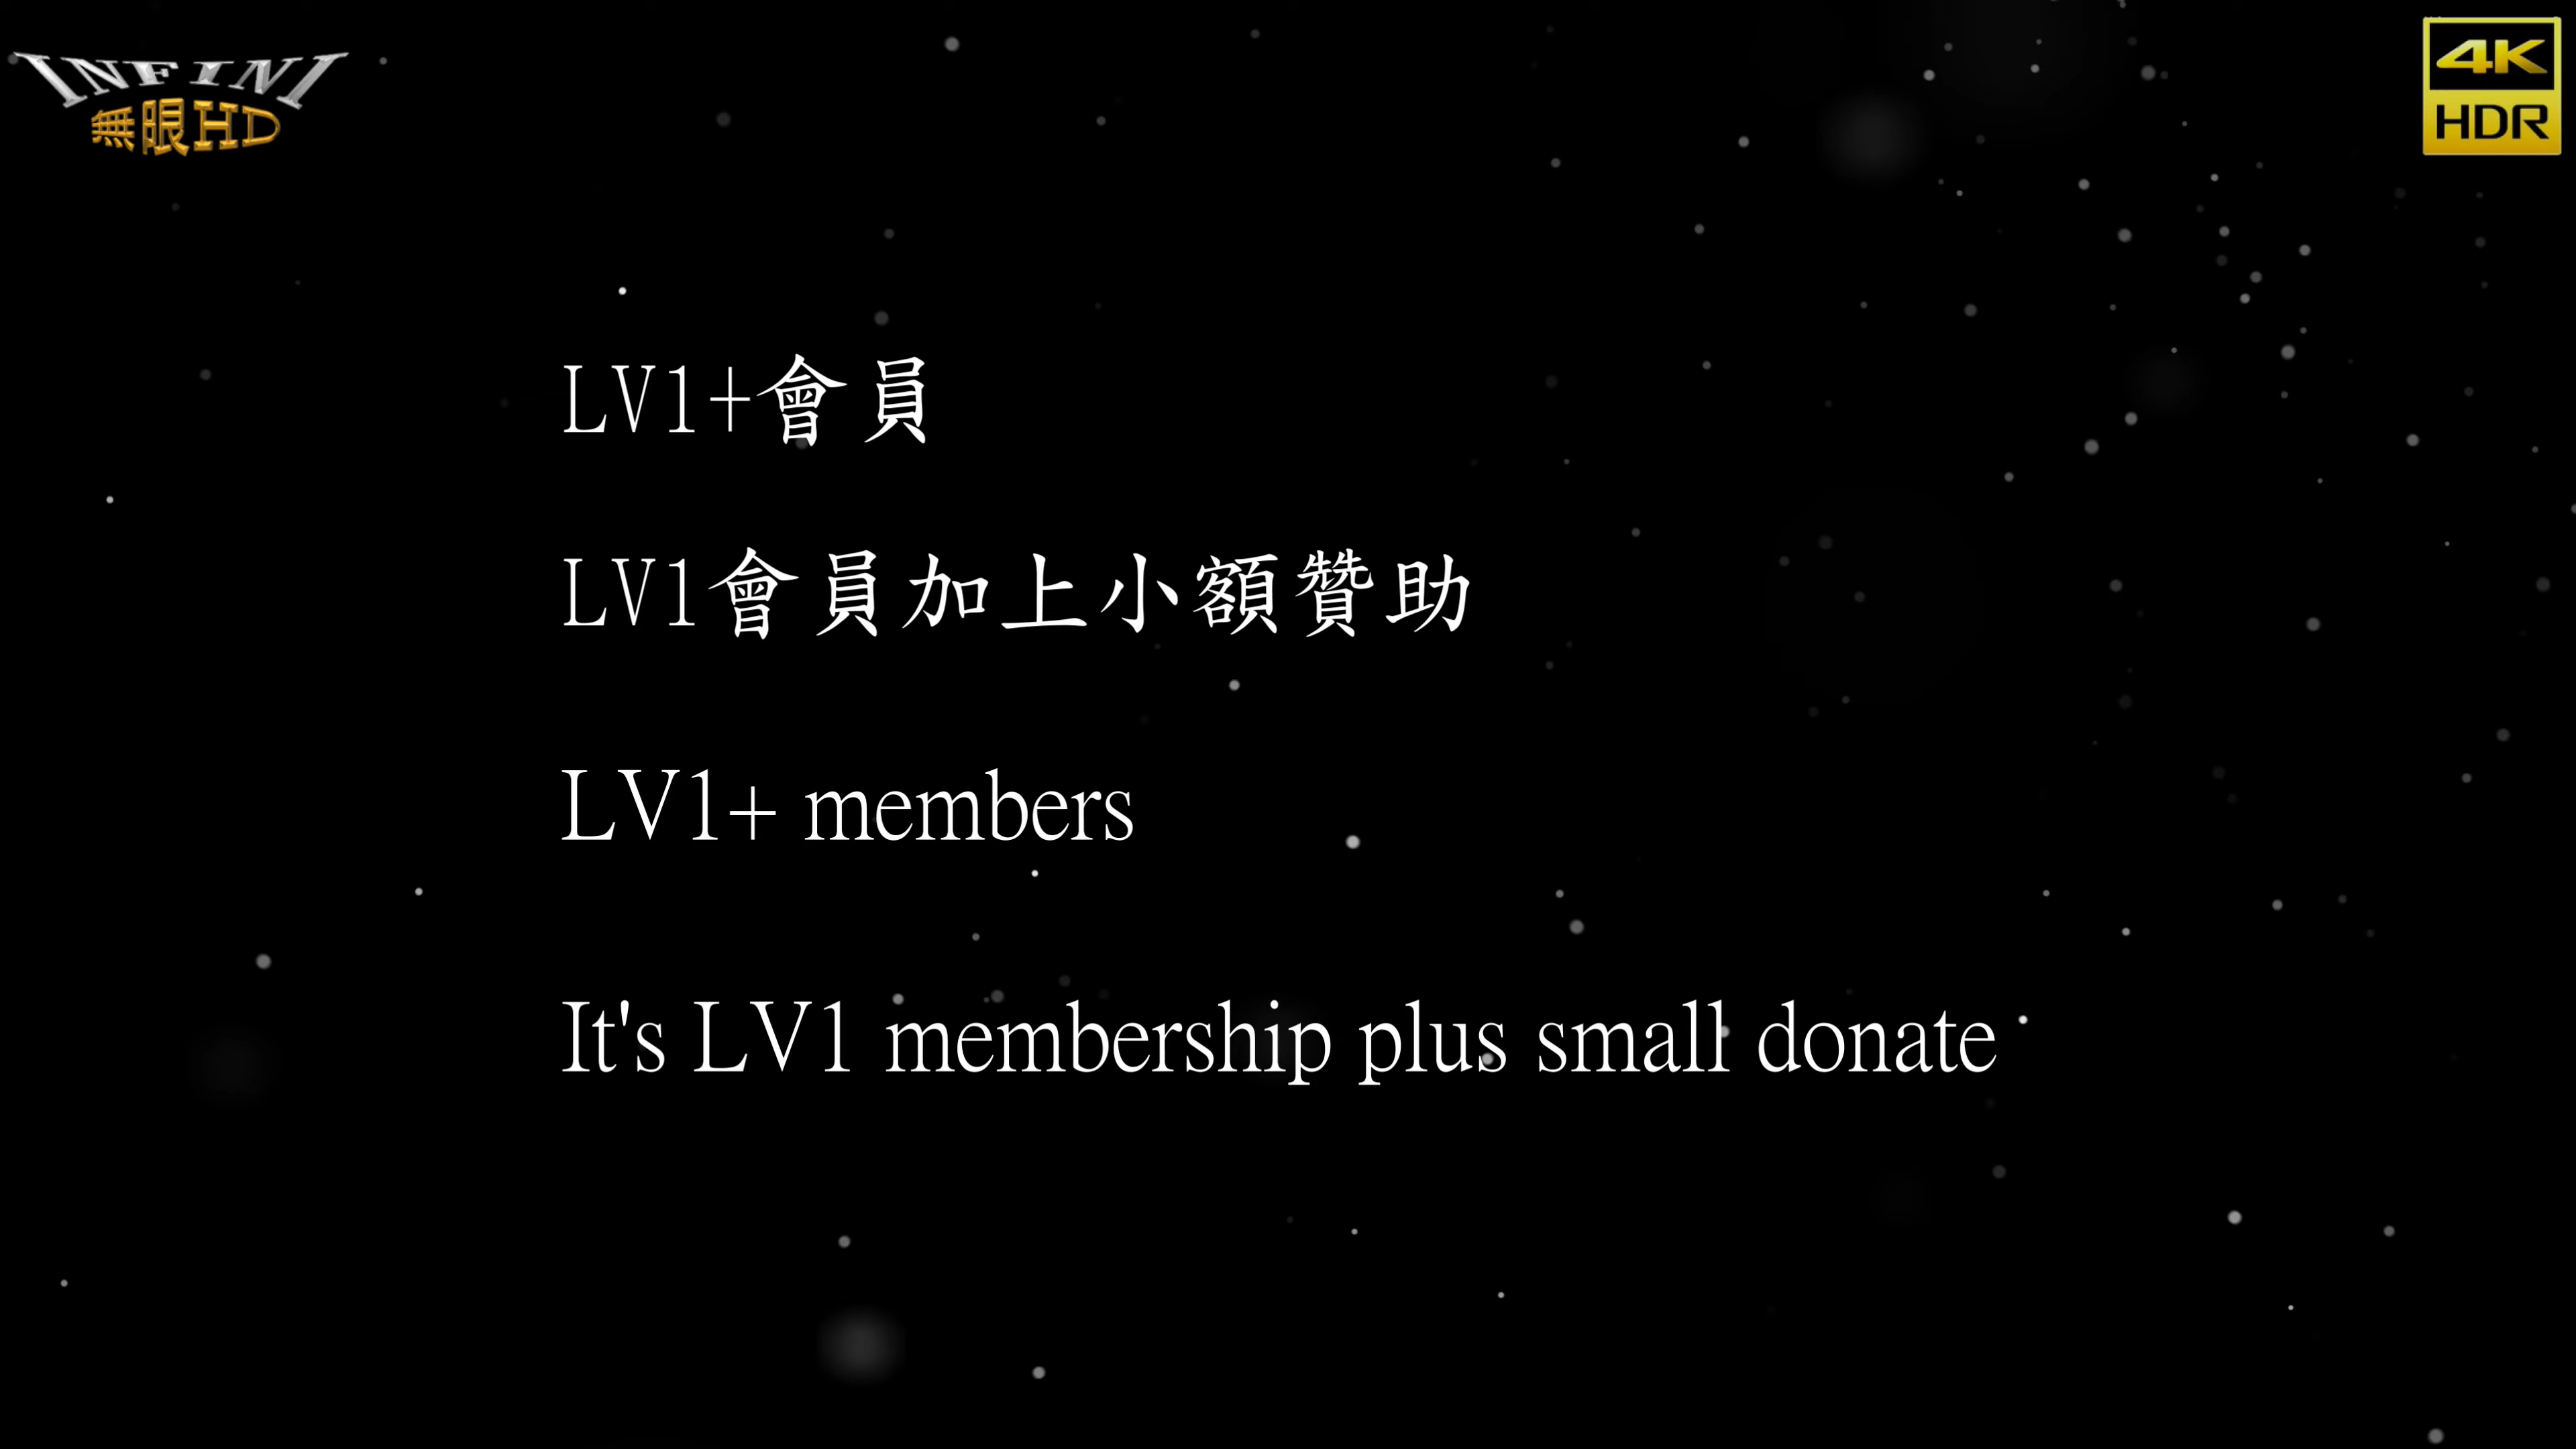 INFINI
無限HD
4K
HDR
LV1+會員
LV1會員加上小額贊助
LV1+ members
It's LV1 membership plus small donate